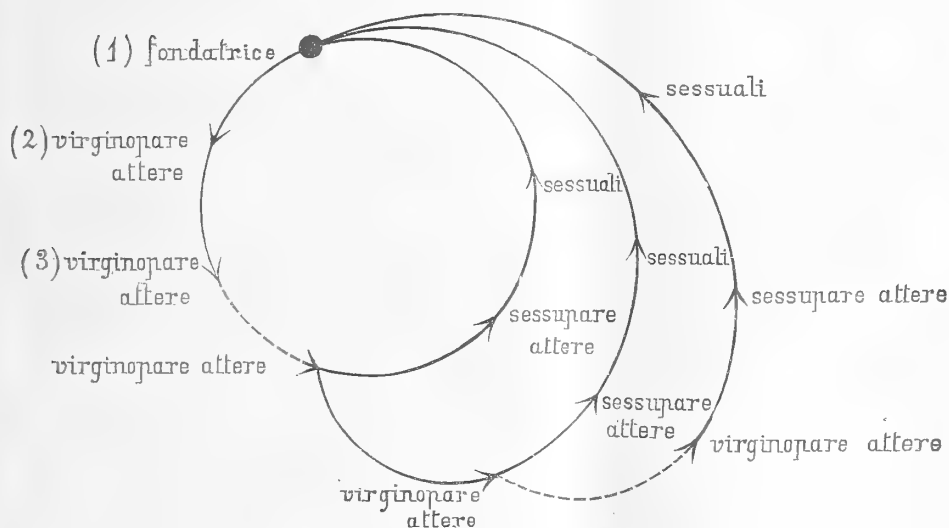 (1) fondatrice
sessuali
(2) virginopare
attere
sessuali
(3) virginopare
attere
sessuali
sessupare attere
sessupare
attere
virginopare attere
sessupare
attere
virginopare attere
virginopare
attere